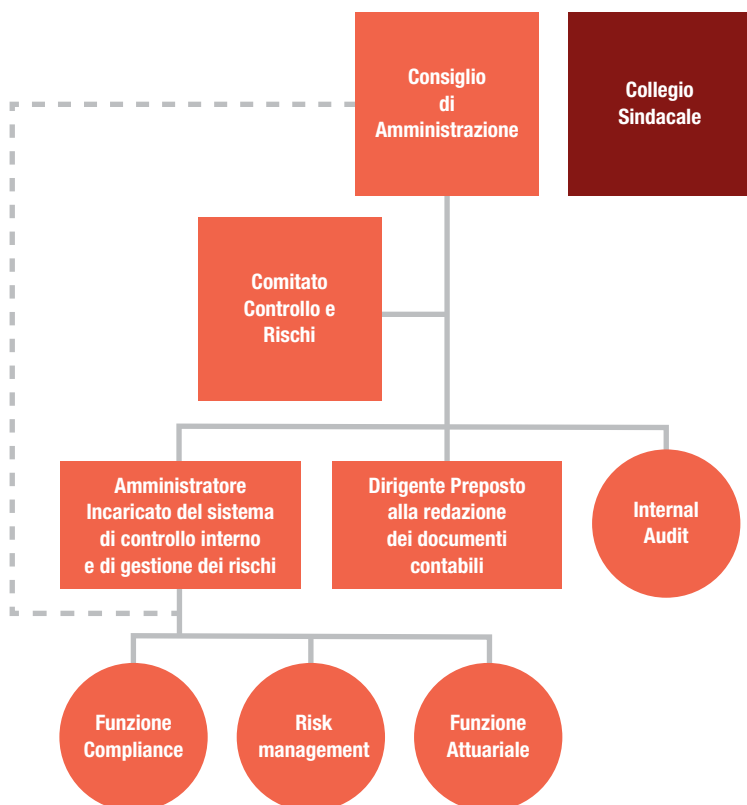 Consiglio
di
Amministrazione
Collegio
Sindacale
Comitato
Controllo e
Rischi
Amministratore
Incaricato del sistema
di controllo interno
e di gestione dei rischi
Dirigente Preposto
alla redazione
dei documenti
contabili
Internal
Audit
Funzione
Compliance
Risk
management
Funzione
Attuariale